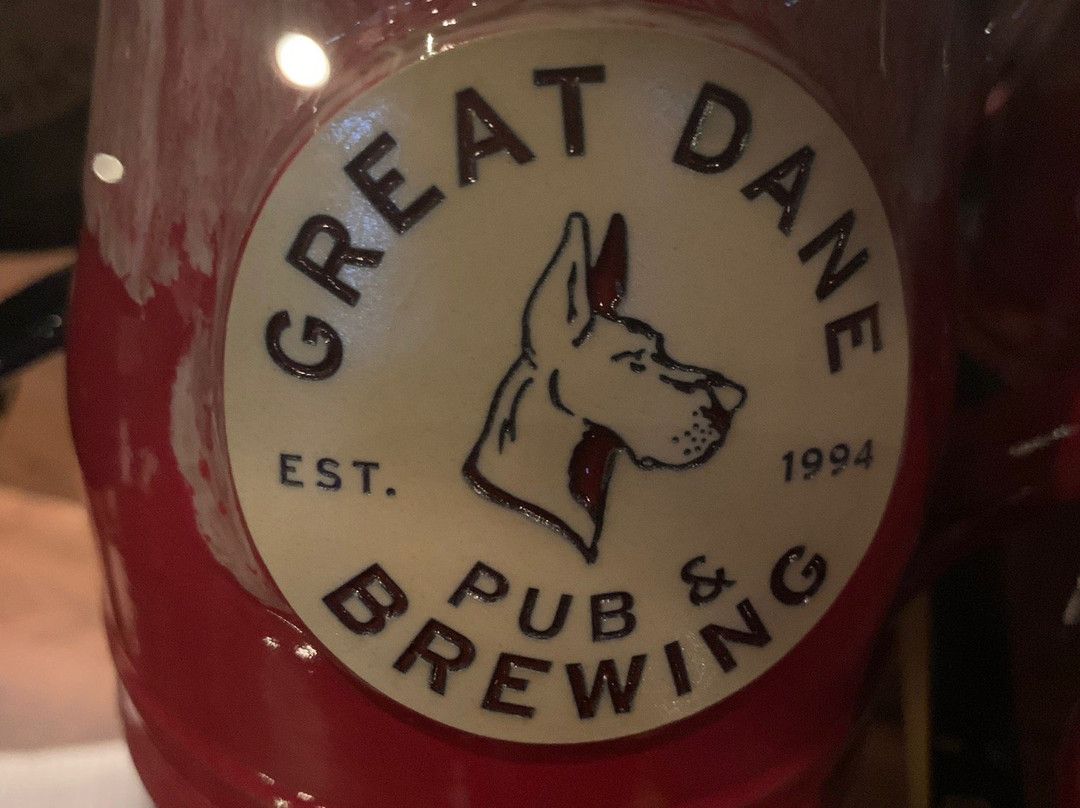 GREAT DANE
EST. 1994
PUB &
BREWING